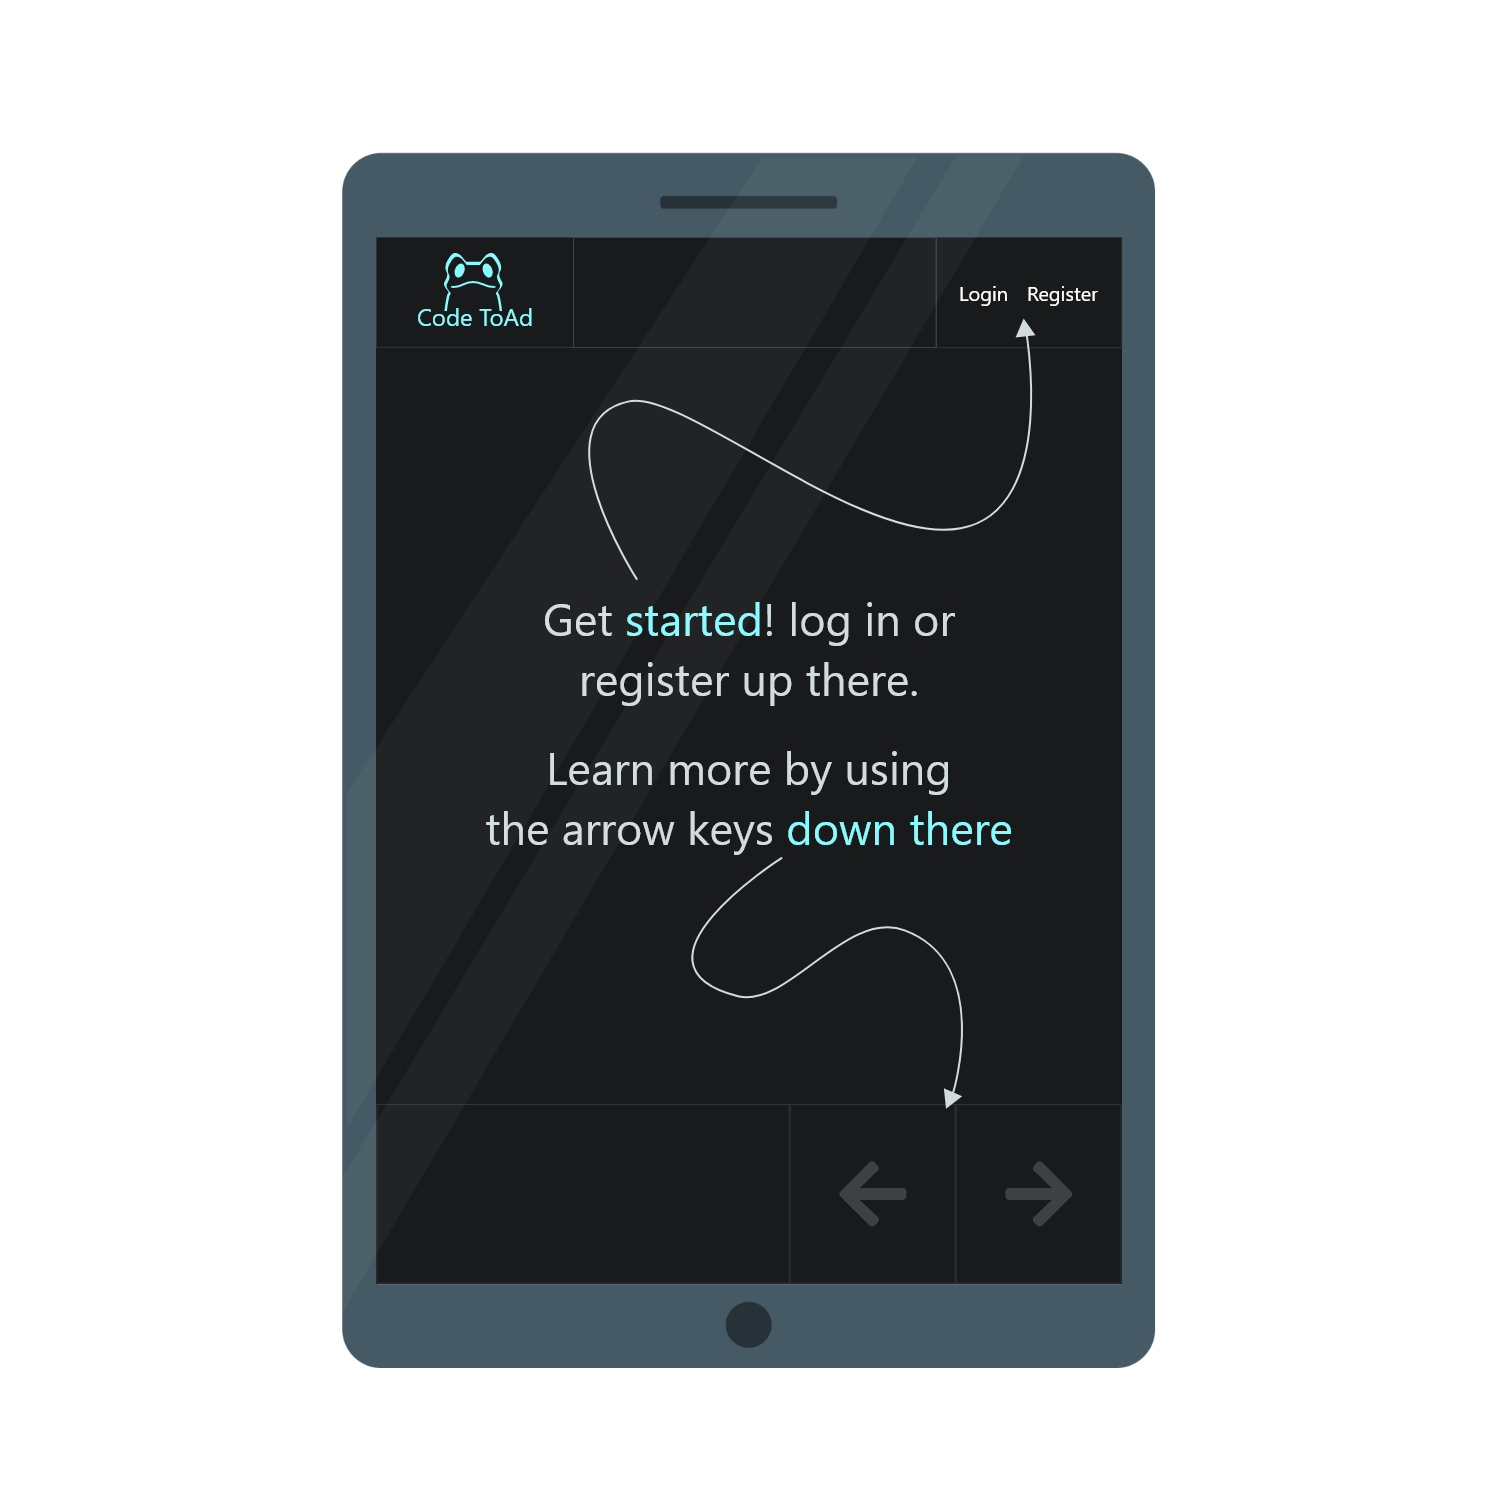 Code ToAd
Login Register
Get started! log in or
register up there.
Learn more by using
the arrow keys down there